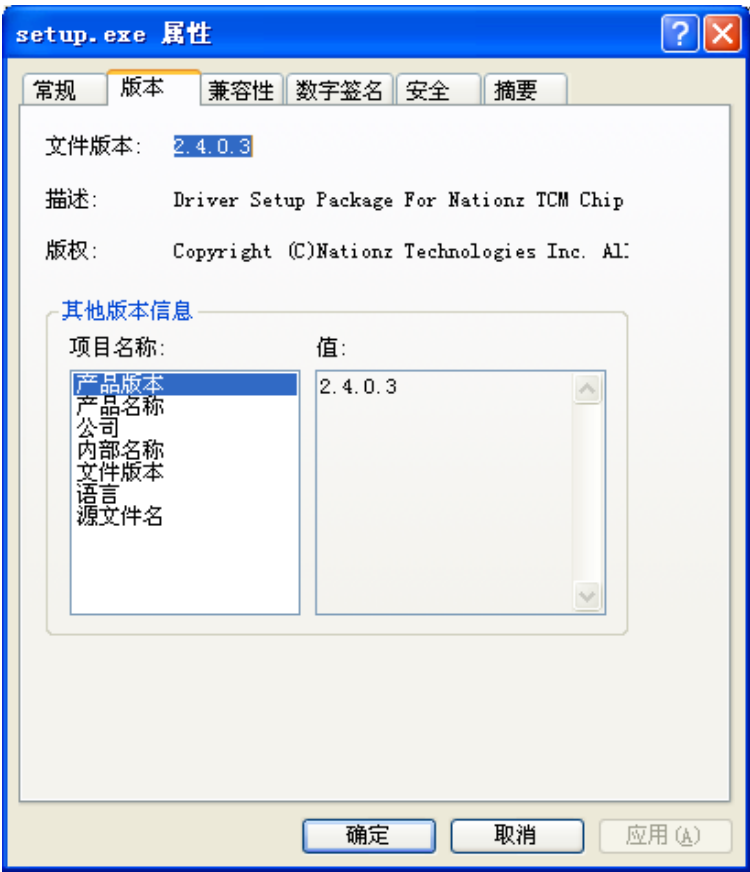 setup.exe 属性
常规 版本 兼容性 数字签名 安全 摘要
文件版本: 2.4.0.3
描述: Driver Setup Package For Nationz TCM Chip
版权: Copyright (C)Nationz Technologies Inc. Al
其他版本信息
项目名称: 值:
产品版本 2.4.0.3
产品名称
公司
内部名称
文件版本
语言
源文件名
确定 取消 应用(A)